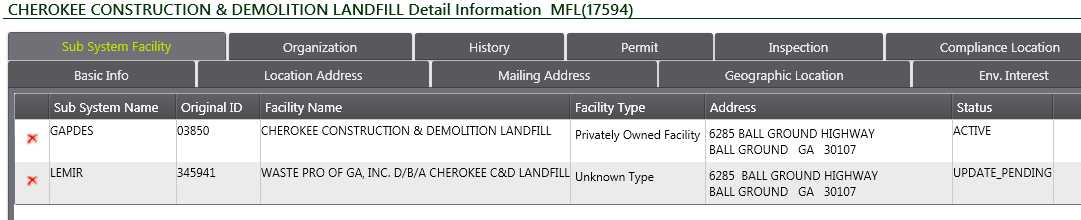 CHEROKEE CONSTRUCTION & DEMOLITION LANDFILL Detail Information MFL(17594)
Sub System Facility Organization History Permit Inspection Compliance Location
Basic Info Location Address Mailing Address Geographic Location Env. Interest
Sub System Name Original ID Facility Name Facility Type Address Status
GAPDES 03850 CHEROKEE CONSTRUCTION & DEMOLITION LANDFILL Privately Owned Facility 6285 BALL GROUND HIGHWAY ACTIVE
BALL GROUND GA 30107
LEMIR 345941 WASTE PRO OF GA, INC. D/B/A CHEROKEE C&D LANDFILL Unknown Type 6285 BALL GROUND HIGHWAY UPDATE_PENDING
BALL GROUND GA 30107